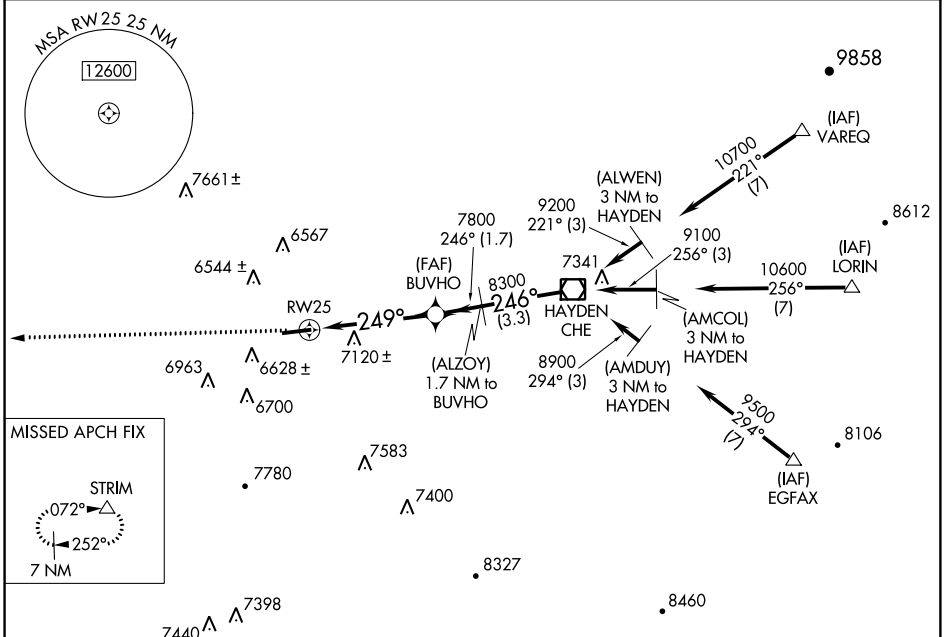 MSA RW25 25 NM
12600
9858
(IAF)
VAREQ
10700
221°
(7)
7661±
(ALWEN)
3 NM to
HAYDEN
9200
221° (3)
8612
7800
246° (1.7)
9100
256° (3)
6567
(IAF)
LORIN
6544 ±
(FAF)
BUVHO
7341
8300
246°
(3.3)
10600
256°
(7)
RW25
HAYDEN
CHE
249°
(AMCOL)
3 NM to
HAYDEN
7120 ±
(ALZOY)
1.7 NM to
BUVHO
8900
294° (3)
(AMDUY)
3 NM to
HAYDEN
6963
6628 ±
6700
9500
294°
(7)
MISSED APCH FIX
8106
7583
(IAF)
EGFAX
7780
STRIM
072°
252°
7 NM
7400
8327
8460
7398
7440